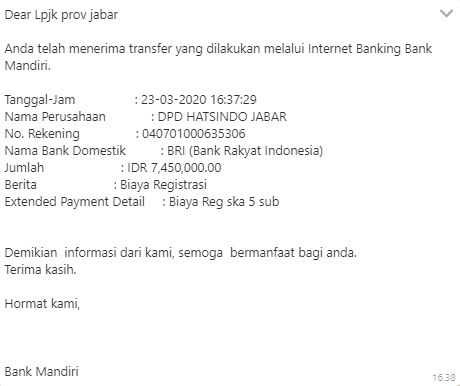 Dear Lpjk prov jabar
Anda telah menerima transfer yang dilakukan melalui Internet Banking Bank
Mandiri.
Tanggal-Jam : 23-03-2020 16:37:29
Nama Perusahaan : DPD HATSINDO JABAR
No. Rekening : 040701000635306
Nama Bank Domestik : BRI (Bank Rakyat Indonesia)
Jumlah : IDR 7,450,000.00
Berita : Biaya Registrasi
Extended Payment Detail : Biaya Reg ska 5 sub
Demikian informasi dari kami, semoga bermanfaat bagi anda.
Terima kasih.
Hormat kami,
Bank Mandiri
16.38